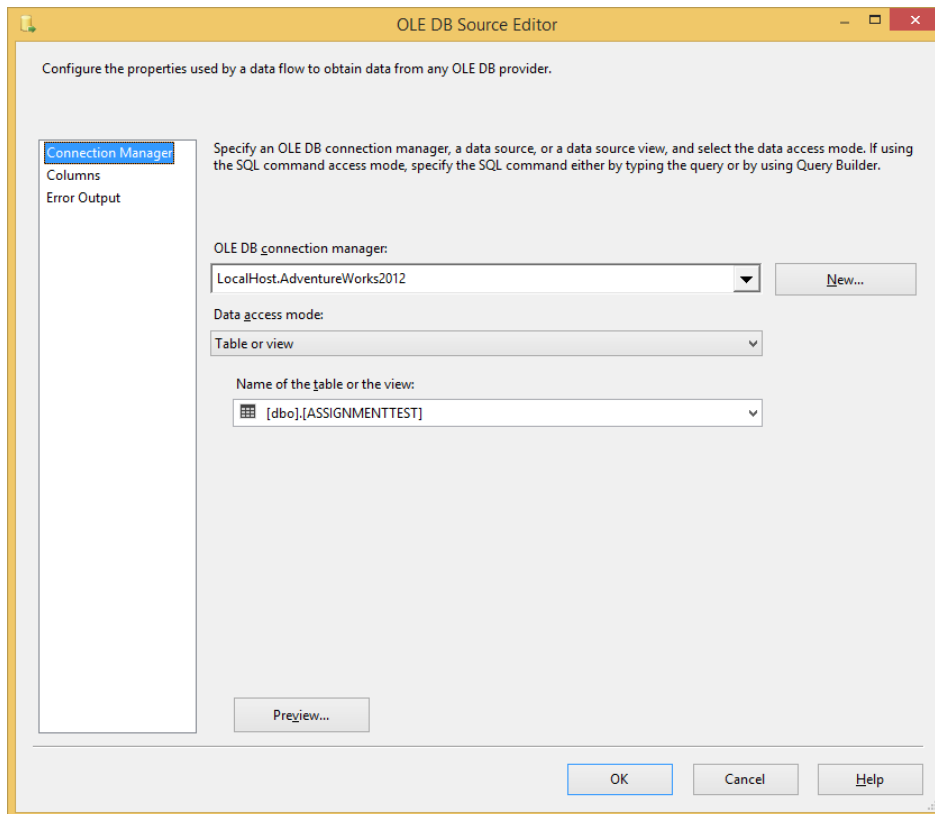 OLE DB Source Editor
Configure the properties used by a data flow to obtain data from any OLE DB provider.
Connection Manager
Columns
Error Output
Specify an OLE DB connection manager, a data source, or a data source view, and select the data access mode. If using
the SQL command access mode, specify the SQL command either by typing the query or by using Query Builder.
OLE DB connection manager:
LocalHost.AdventureWorks2012
New...
Data access mode:
Table or view
Name of the table or the view:
[dbo].[ASSIGNMENTTEST]
Preview...
OK
Cancel
Help